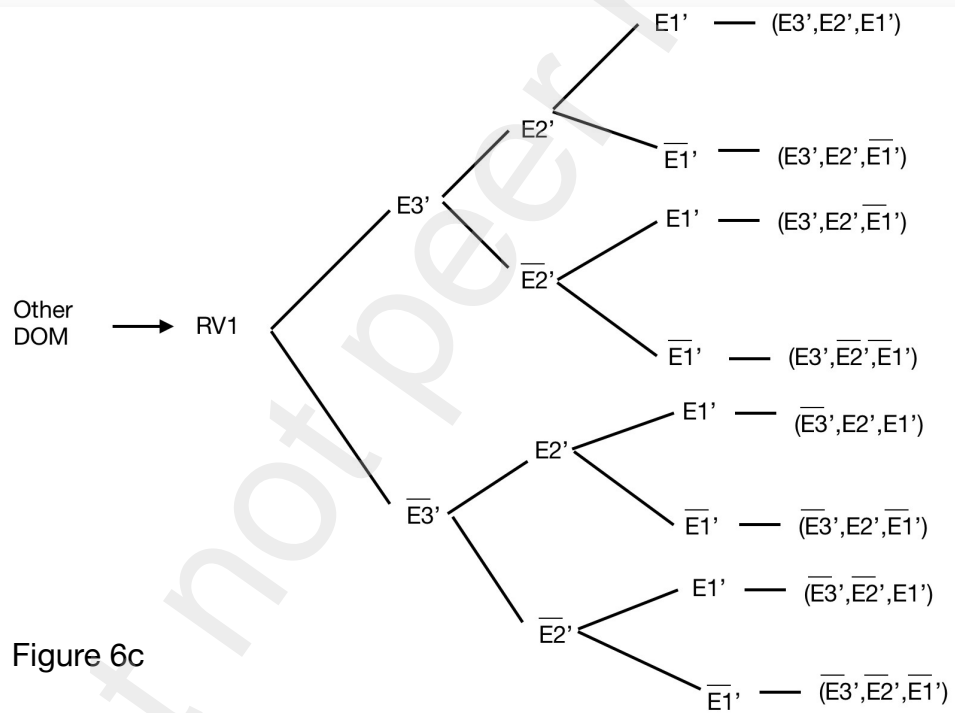 E1’ (E3’,E2’,E1’)
E2’
E̅1̅’ (E3’,E2’,E̅1̅’)
E3’
E1’ (E3’,E2’,E̅1̅’)
E̅2̅’
Other
DOM
RV1
E̅1̅’ (E3’,E̅2̅’,E̅1’)
E1’ (E̅3̅’,E2’,E1’)
E2’
E̅3̅’
E̅1̅’ (E̅3̅’,E2’,E̅1̅’)
E1’ (E̅3̅’,E̅2̅’,E1’)
E̅2̅’
Figure 6c
E̅1̅’ (E̅3̅’,E̅2̅’,E̅1̅’)
not peer